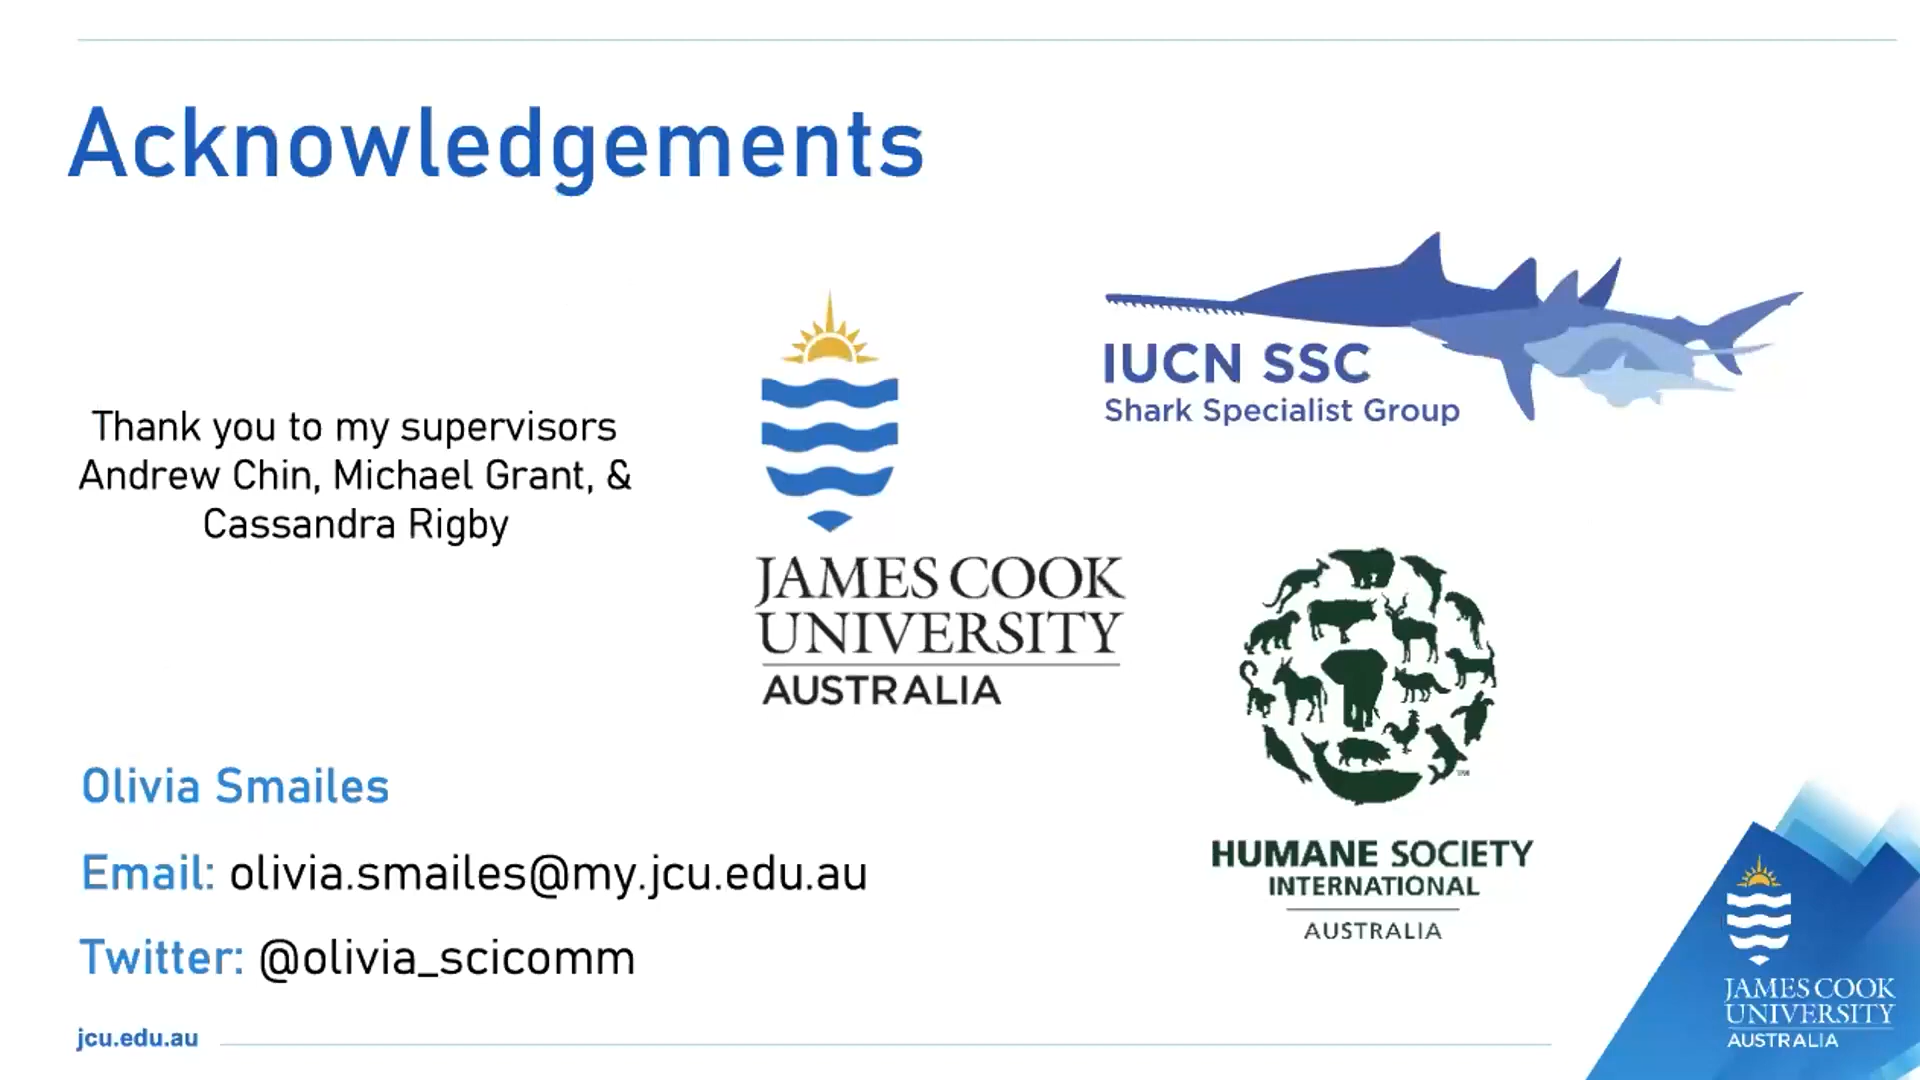 Acknowledgements
Thank you to my supervisors
Andrew Chin, Michael Grant, &
Cassandra Rigby
JAMES COOK
UNIVERSITY
AUSTRALIA
IUCN SSC
Shark Specialist Group
TM
HUMANE SOCIETY
INTERNATIONAL
AUSTRALIA
Olivia Smailes
Email: olivia.smailes@my.jcu.edu.au
Twitter: @olivia_scicomm
jcu.edu.au
JAMES COOK
UNIVERSITY
AUSTRALIA